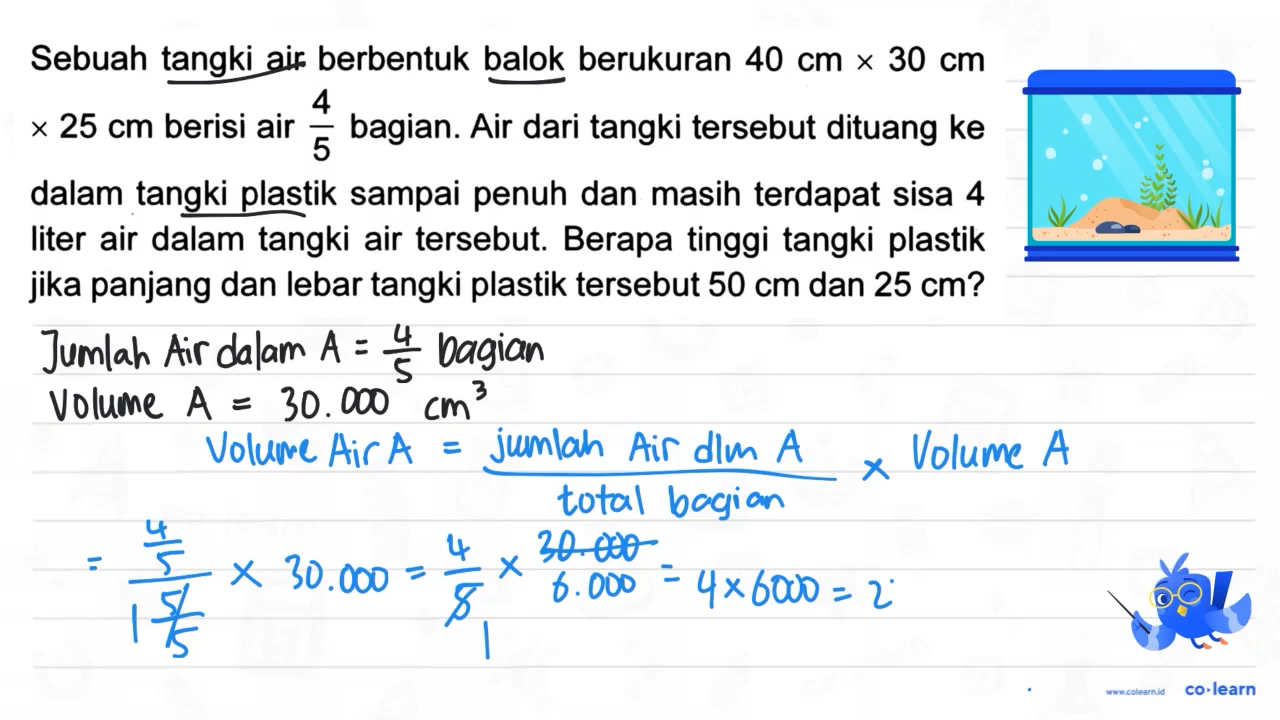 Sebuah tangki air berbentuk balok berukuran 40 cm × 30 cm
× 25 cm berisi air 4/5 bagian. Air dari tangki tersebut dituang ke
dalam tangki plastik sampai penuh dan masih terdapat sisa 4
liter air dalam tangki air tersebut. Berapa tinggi tangki plastik
jika panjang dan lebar tangki plastik tersebut 50 cm dan 25 cm?
Jumlah Air dalam A = 4/5 bagian
Volume A = 30.000 cm³
Volume Air A = jumlah Air dlm A / total bagian × Volume A
= 4/5 / 5/5 1 × 30.000 = 4/5 1 × 30.000 6.000 = 4×6000 = 2
www.colearn.id co·learn